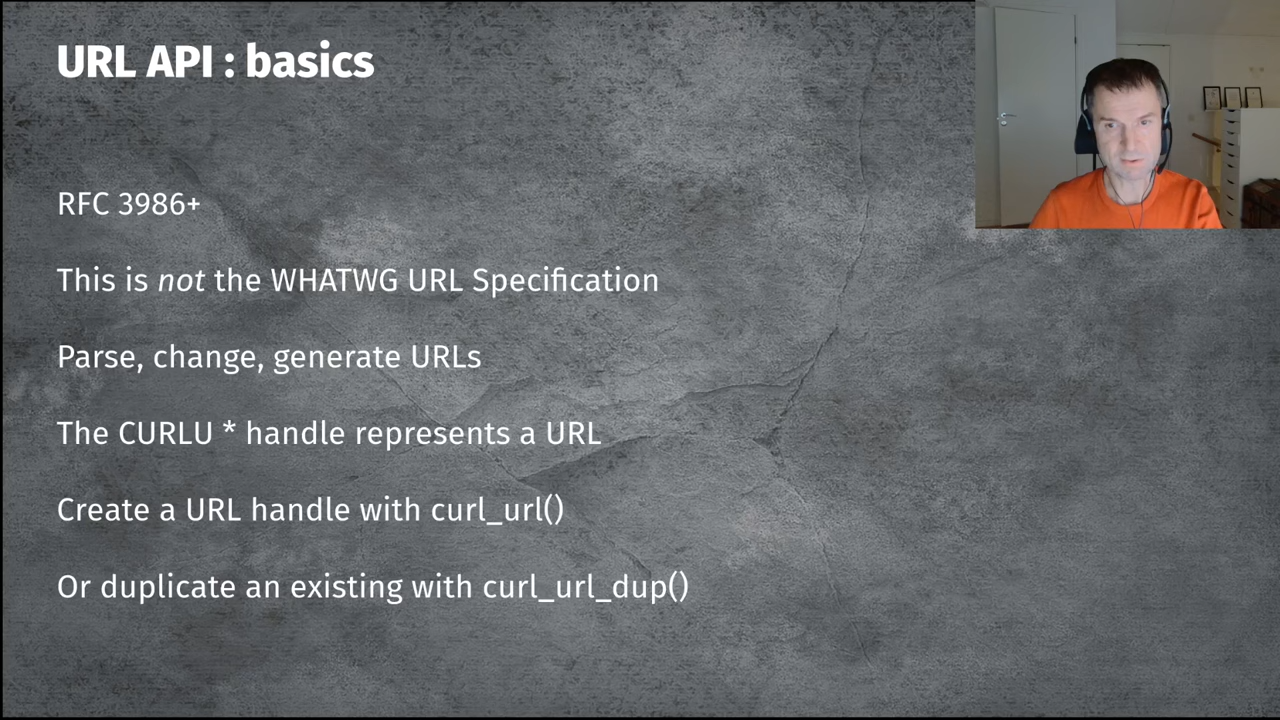 URL API : basics
RFC 3986+
This is not the WHATWG URL Specification
Parse, change, generate URLs
The CURLU * handle represents a URL
Create a URL handle with curl_url()
Or duplicate an existing with curl_url_dup()